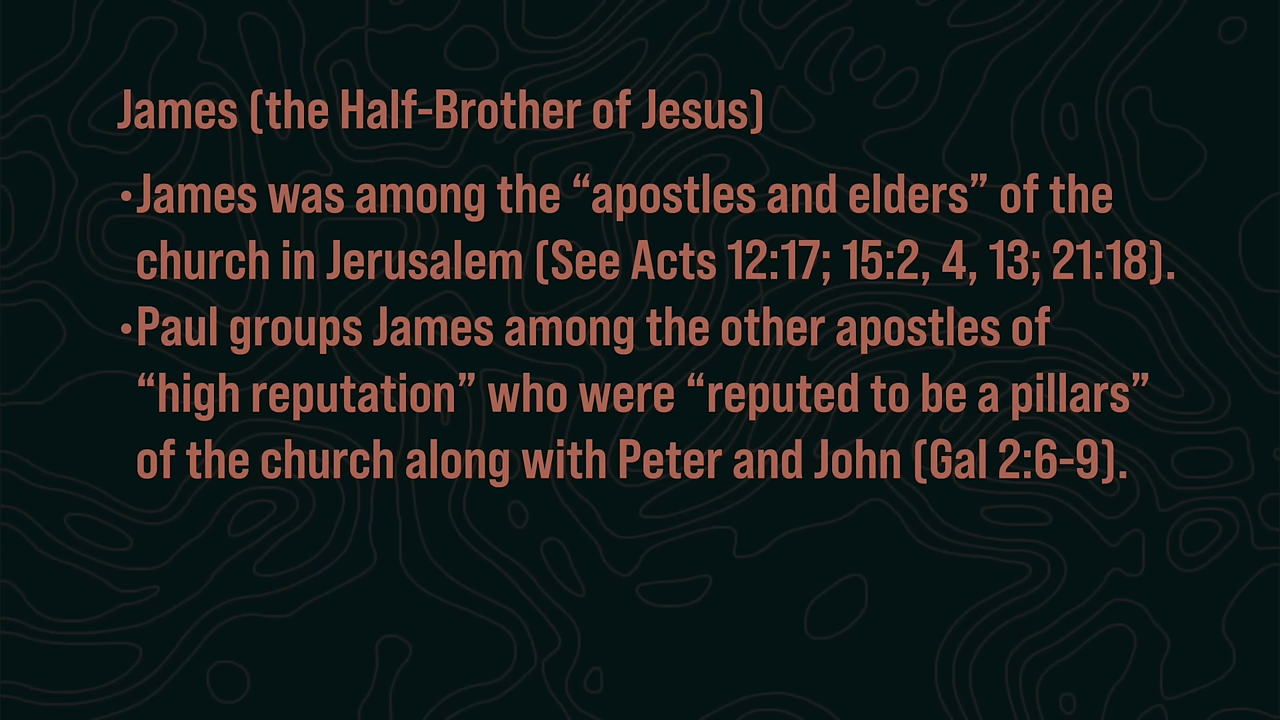 James (the Half-Brother of Jesus)
•James was among the “apostles and elders” of the
church in Jerusalem (See Acts 12:17; 15:2, 4, 13; 21:18).
•Paul groups James among the other apostles of
“high reputation” who were “reputed to be a pillars”
of the church along with Peter and John (Gal 2:6-9).